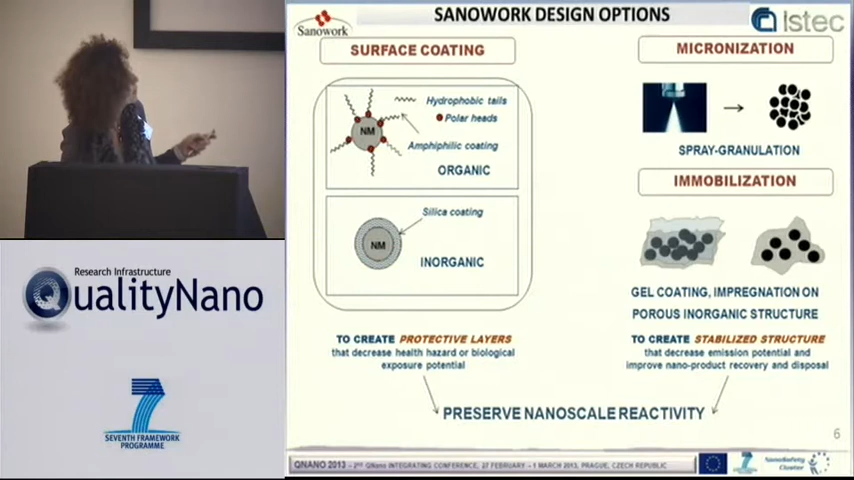 Sanowork
SANOWORK DESIGN OPTIONS
Istec
SURFACE COATING
Hydrophobic tails
Polar heads
NM
Amphiphilic coating
ORGANIC
Silica coating
NM
INORGANIC
TO CREATE PROTECTIVE LAYERS
that decrease health hazard or biological
exposure potential
MICRONIZATION
SPRAY-GRANULATION
IMMOBILIZATION
GEL COATING, IMPREGNATION ON
POROUS INORGANIC STRUCTURE
TO CREATE STABILIZED STRUCTURE
that decrease emission potential and
improve nano-product recovery and disposal
PRESERVE NANOSCALE REACTIVITY
6
QNANO 2013 – 2ND QNano INTEGRATING CONFERENCE, 27 FEBRUARY – 1 MARCH 2013, PRAGUE, CZECH REPUBLIC
NanoSafety
Cluster
Research Infrastructure
QualityNano
7
SEVENTH FRAMEWORK
PROGRAMME